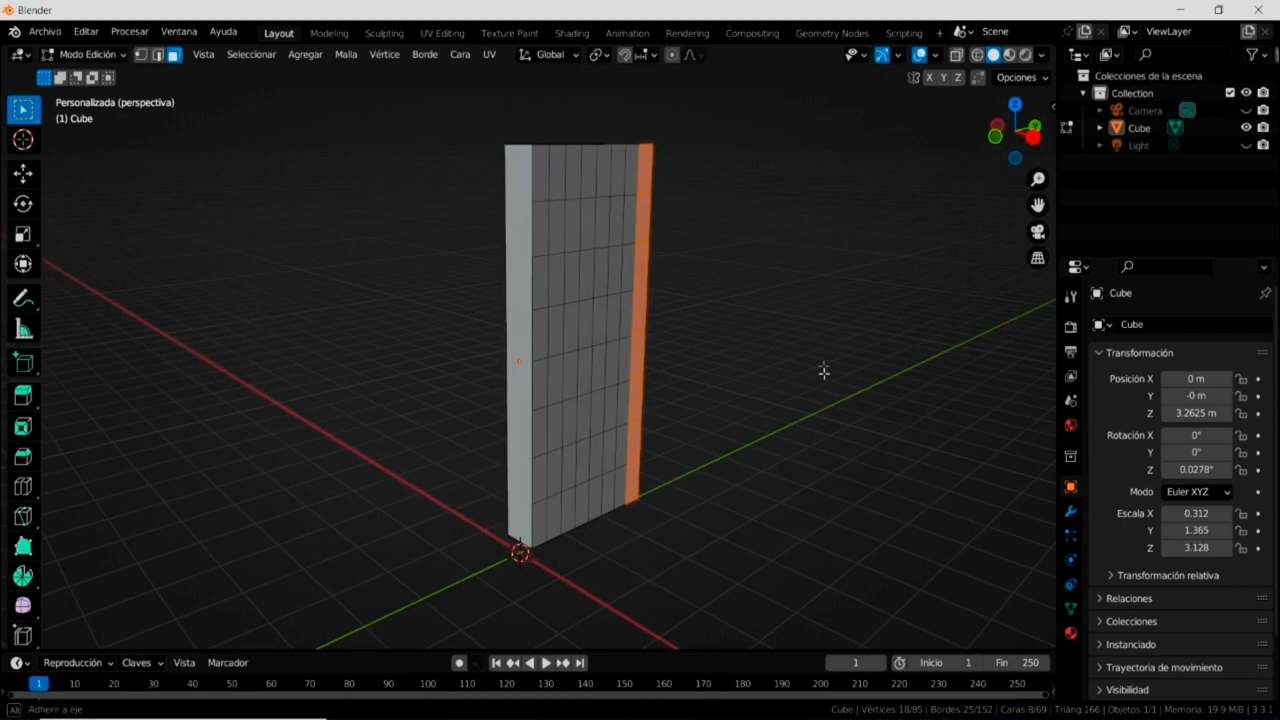 Blender
Archivo Editar Procesar Ventana Ayuda Layout Modeling Sculpting UV Editing Texture Paint Shading Animation Rendering Compositing Geometry Nodes Scripting + Scene ViewLayer
Modo Edición Vista Seleccionar Agregar Malla Vértice Borde Cara UV Global
X Y Z Opciones
Personalizada (perspectiva)
(1) Cube
Z
Y
X
Colecciones de la escena
Collection
Camera
Cube
Light
Cube
Cube
Transformación
Posición X 0 m
Y -0 m
Z 3.2625 m
Rotación X 0°
Y 0°
Z 0.0278°
Modo Euler XYZ
Escala X 0.312
Y 1.365
Z 3.128
Transformación relativa
Relaciones
Colecciones
Instanciado
Trayectoria de movimiento
Visibilidad
Reproducción Claves Vista Marcador 1 Inicio 1 Fin 250
1 10 20 30 40 50 60 70 80 90 100 110 120 130 140 150 160 170 180 190 200 210 220 230 240 250
Alt Adherir a eje
Cube | Vértices:18/85 | Bordes:25/152 | Caras:8/69 | Triáng 166 | Objetos:1/1 | Memoria: 19.9 MiB | 3.3.1